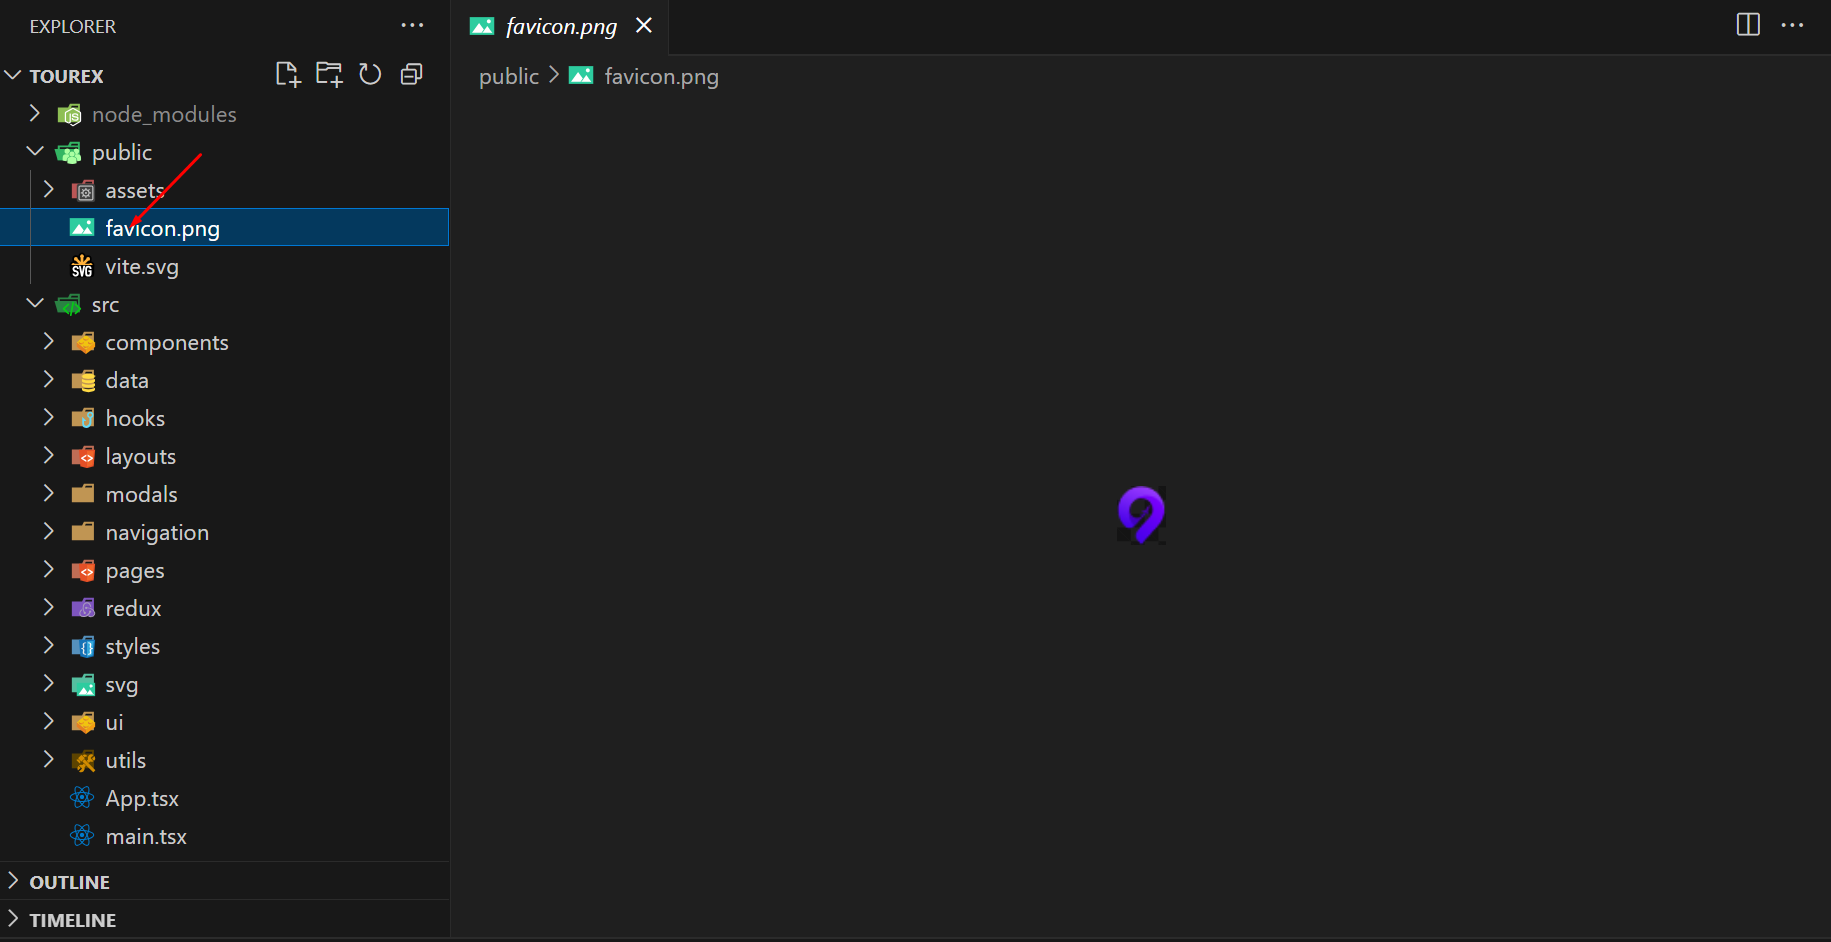 EXPLORER
TOUREX
node_modules
public
assets
favicon.png
vite.svg
src
components
data
hooks
layouts
modals
navigation
pages
redux
styles
svg
ui
utils
App.tsx
main.tsx
OUTLINE
TIMELINE
favicon.png
public > favicon.png